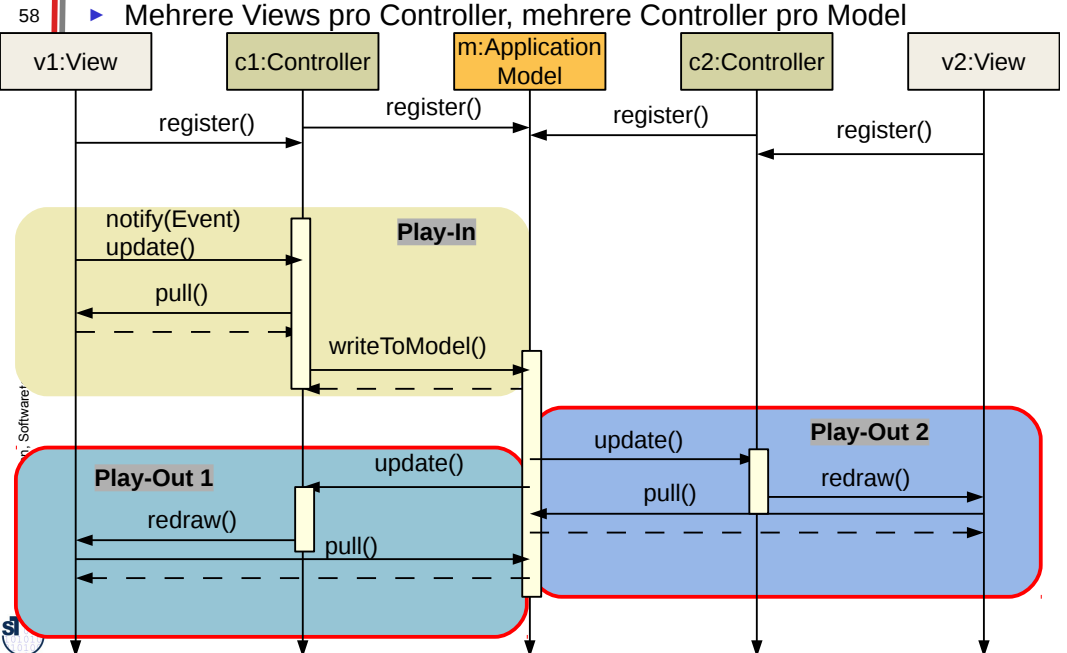 58
► Mehrere Views pro Controller, mehrere Controller pro Model
v1:View
c1:Controller
m:Application
Model
c2:Controller
v2:View
register()
register()
register()
register()
notify(Event)
update()
Play-In
pull()
writeToModel()
Play-Out 2
update()
redraw()
pull()
Play-Out 1
update()
redraw()
pull()